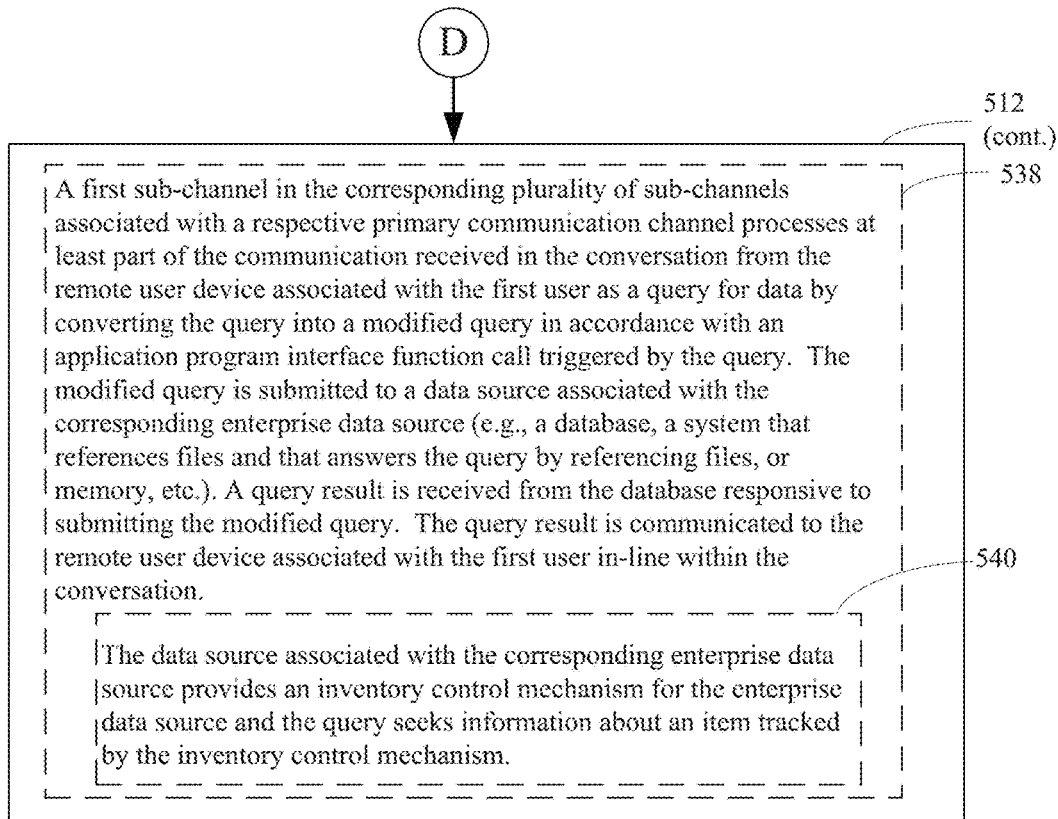 D
512
(cont.)
538
A first sub-channel in the corresponding plurality of sub-channels
associated with a respective primary communication channel processes at
least part of the communication received in the conversation from the
remote user device associated with the first user as a query for data by
converting the query into a modified query in accordance with an
application program interface function call triggered by the query. The
modified query is submitted to a data source associated with the
corresponding enterprise data source (e.g., a database, a system that
references files and that answers the query by referencing files, or
memory, etc.). A query result is received from the database responsive to
submitting the modified query. The query result is communicated to the
remote user device associated with the first user in-line within the
conversation.
540
The data source associated with the corresponding enterprise data
source provides an inventory control mechanism for the enterprise
data source and the query seeks information about an item tracked
by the inventory control mechanism.